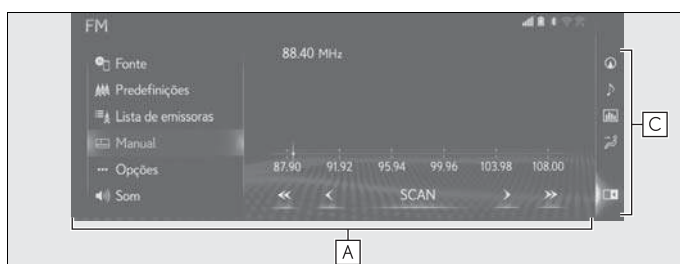 FM
88.40 MHz
Fonte
Predefinições
Lista de emissoras
Manual
Opções
Som
87.90 91.92 95.94 99.96 103.98 108.00
SCAN
A
C